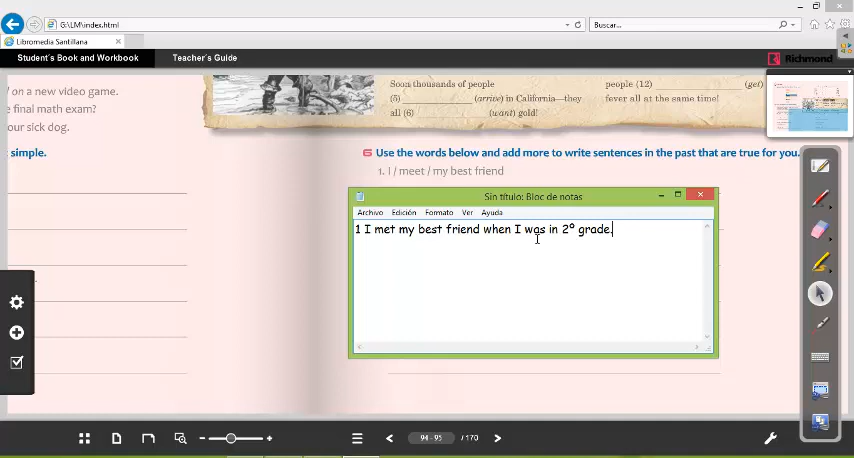 G:\LM\index.html
Buscar...
Libromedia Santillana
Student´s Book and Workbook
Teacher's Guide
Richmond
on a new video game.
e final math exam?
our sick dog.
simple.
Soon thousands of people
(5) (arrive) in California—they
all (6) (want) gold!
people (12) (get)
fever all at the same time!
6 Use the words below and add more to write sentences in the past that are true for you.
1. I / meet / my best friend
Sin título: Bloc de notas
Archivo Edición Formato Ver Ayuda
1 I met my best friend when I was in 2º grade.
94 - 95 / 170